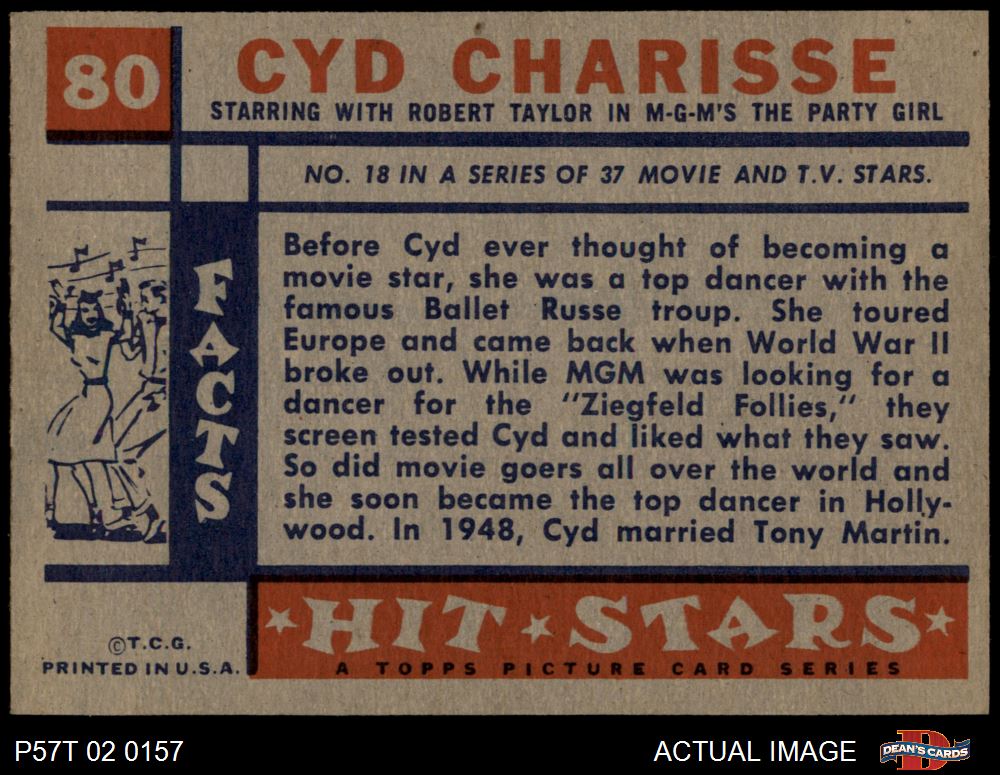 80
CYD CHARISSE
STARRING WITH ROBERT TAYLOR IN M-G-M'S THE PARTY GIRL
NO. 18 IN A SERIES OF 37 MOVIE AND T.V. STARS.
FACTS
Before Cyd ever thought of becoming a
movie star, she was a top dancer with the
famous Ballet Russe troup. She toured
Europe and came back when World War II
broke out. While MGM was looking for a
dancer for the "Ziegfeld Follies," they
screen tested Cyd and liked what they saw.
So did movie goers all over the world and
she soon became the top dancer in Holly-
wood. In 1948, Cyd married Tony Martin.
©T.C.G.
PRINTED IN U.S.A.
HIT STARS
A TOPPS PICTURE CARD SERIES
P57T 02 0157
ACTUAL IMAGE
D
DEAN'S CARDS